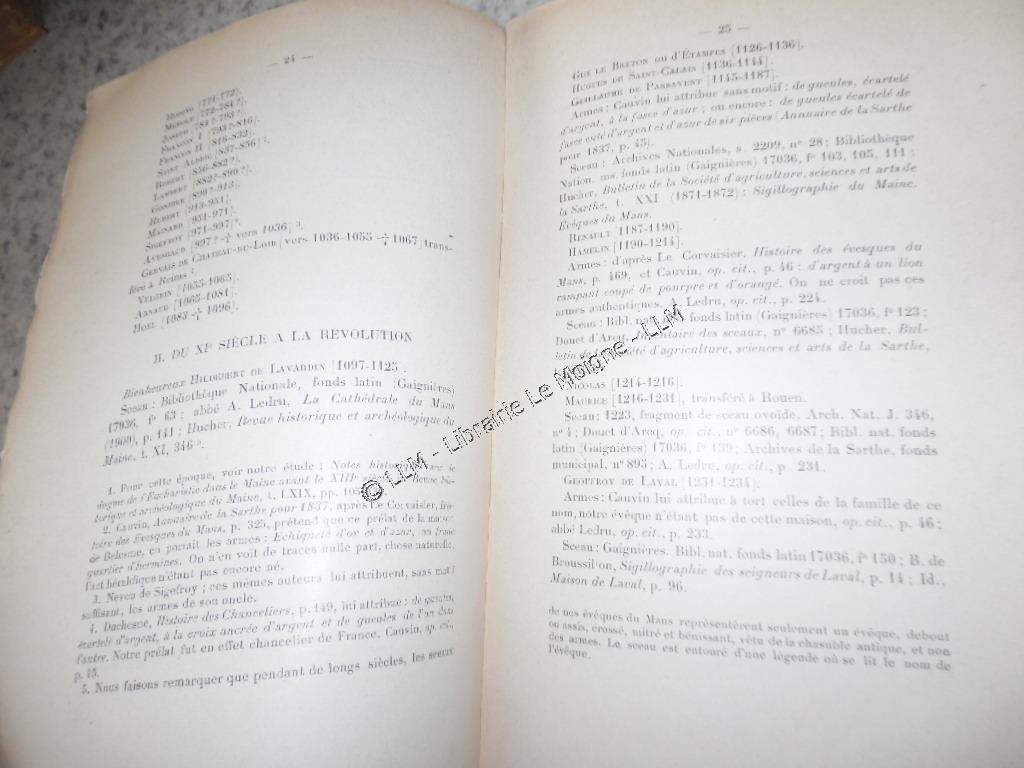 — 24 —
(771-772).
MÉROLE (772-784 ?).
JOSEPH (784 ?-793 ?).
FRANCON I (793 ?-816).
FRANCON II (816-832).
SAINT ALDRIC (837-856) ².
ROBERT (856-882 ?).
LAMBERT (882 ?-890 ?).
(890 ?-913).
HUBERT (913-951).
MAINARD (951-971).
SIGEFROY (971-997) ².
AVESGAUD (997 ? ✝ vers 1036) ³.
GERVAIS DE CHATEAU-DU-LOIR (vers 1036-1055 ✝ 1067) trans-
féré à Reims ⁴.
VULGRIN (1055-1065).
ARNAUD (1065-1081).
HOEL (1083 ✝ 1096).
II. DU XIᵉ SIÈCLE A LA RÉVOLUTION
Bienheureux HILDEBERT DE LAVARDIN [1097-1125].
SCEAU : Bibliothèque Nationale, fonds latin (Gaignières)
17036, f° 63 ; abbé A. Ledru, La Cathédrale du Mans
(1900), p. 141 ; Hucher, Revue historique et archéologique du
Maine, t. XI, 346 ⁵.
1. Pour cette époque, voir notre étude : Notes historiques sur le
dogme de l'Eucharistie dans le Maine avant le XIIIᵉ Revue his-
torique et archéologique du Maine, t. LXIX, pp.
2. Cauvin, Annuaire de la Sarthe pour 1837, après Le Corvaisier, His-
toire des Evesques du Mans, p. 325, prétend que ce prélat de la maison
de Belesme, en portait les armes : Echiqueté d'or et d'azur, au franc
quartier d'hermines. On n'en voit de traces nulle part, chose naturelle,
l'art héraldique n'étant pas encore né.
3. Neveu de Sigefroy ; ces mêmes auteurs lui attribuent, sans motif
suffisant, les armes de son oncle.
4. Duchesne, Histoire des Chanceliers, p. 149, lui attribue : de gueules,
écartelé d'argent, à la croix ancrée d'argent et de gueules de l'un dans
l'autre. Notre prélat fut en effet chancelier de France. Cauvin, op. cit.,
p. 45.
5. Nous faisons remarquer que pendant de longs siècles, les sceaux
— 25 —
GUY LE BREZOS OU d'ÉTAMPES [1126-1136].
HUGUES DE SAINT-CALAIS [1136-1144].
GUILLAUME DE PASSAVENT [1145-1187].
Armes : Cauvin lui attribue sans motif : de gueules, écartelé
d'argent, à la fasce d'azur ; ou encore : de gueules écartelé de
fasce onté d'argent et d'azur de six pièces (Annuaire de la Sarthe
pour 1837, p. 45).
SCEAU : Archives Nationales, s. 2209, n° 28 ; Bibliothèque
Nation. ms. fonds latin (Gaignières) 17036, f° 103, 105, 111 ;
Hucher, Bulletin de la Société d'agriculture, sciences et arts de
la Sarthe, t. XXI (1871-1872) : Sigillographie du Maine.
Évêques du Mans.
RENAULT [1187-1190].
HAMELIN [1190-1214].
Armes : d'après Le Corvaisier, Histoire des évesques du
Mans, p. 469, et Cauvin, op. cit., p. 46 : d'argent à un lion
rampant coupé de pourpre et d'orangé. On ne croit pas ces
armes authentiques. A. Ledru, op. cit., p. 224.
SCEAU : Bibl. nat. fonds latin (Gaignières) 17036, f° 123 ;
Douet d'Arcq, Inventaire des sceaux, n° 6685 ; Hucher, Bul-
letin de la Société d'agriculture, sciences et arts de la Sarthe,
NICOLAS [1214-1216].
MAURICE [1216-1231], transféré à Rouen.
SCEAU : 1223, fragment de sceau ovoïde. Arch. Nat. J. 346,
n° 4 ; Douet d'Arcq, op. cit., n° 6686, 6687 ; Bibl. nat. fonds
latin (Gaignières) 17036, f° 139 ; Archives de la Sarthe, fonds
municipal, n° 895 ; A. Ledru, op. cit., p. 231.
GEOFFROY DE LAVAL [1231-1234].
Armes : Cauvin lui attribue à tort celles de la famille de ce
nom, notre évêque n'étant pas de cette maison, op. cit., p. 46 ;
abbé Ledru, op. cit., p. 233.
Sceau : Gaignières. Bibl. nat. fonds latin 17036, f° 150 ; B. de
Broussillon, Sigillographie des seigneurs de Laval, p. 14 ; Id.,
Maison de Laval, p. 96.
de nos évêques du Mans représentèrent seulement un évêque, debout
ou assis, crossé, mitré et bénissant, vêtu de la chasuble antique, et non
des armes. Le sceau est entouré d'une légende où se lit le nom de
l'évêque.
© LLM - Librairie Le Moigne - LLM